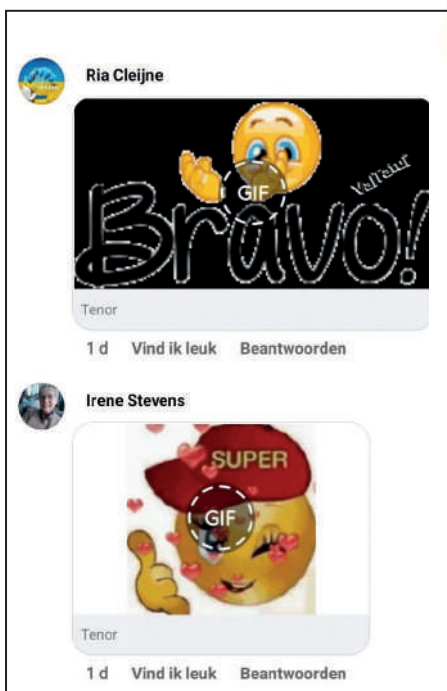 Ria Cleijne
GIF
Bravo!
Tenor
1 d Vind ik leuk Beantwoorden
Irene Stevens
SUPER
GIF
Tenor
1 d Vind ik leuk Beantwoorden